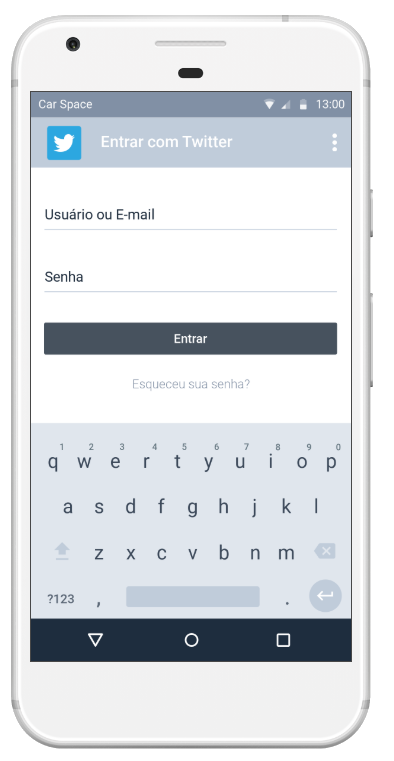 Car Space 13:00
Entrar com Twitter
Usuário ou E-mail
Senha
Entrar
Esqueceu sua senha?
1 2 3 4 5 6 7 8 9 0
q w e r t y u i o p
a s d f g h j k l
z x c v b n m
?123 , .